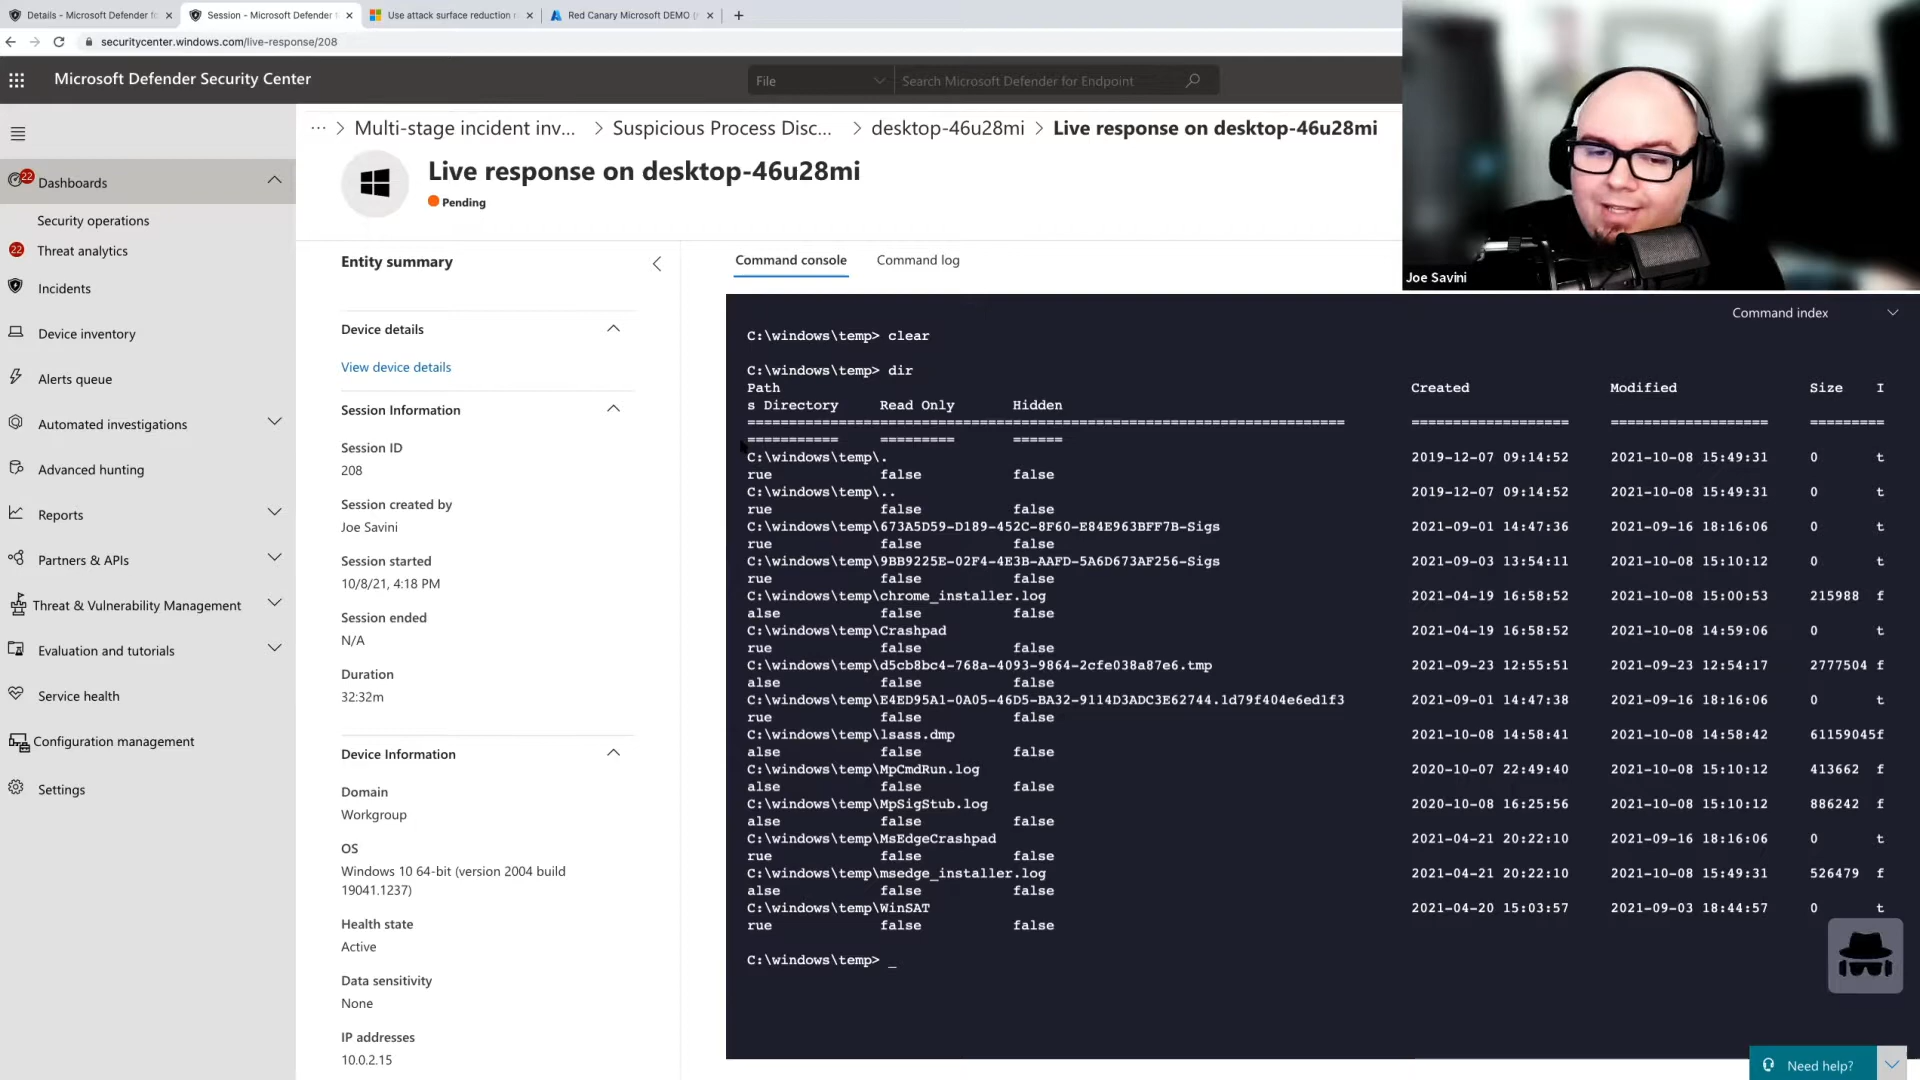 Details - Microsoft Defender f
Session - Microsoft Defender f
Use attack surface reduction r
Red Canary Microsoft DEMO (
securitycenter.windows.com/live-response/208
Microsoft Defender Security Center
File
Search Microsoft Defender for Endpoint
··· > Multi-stage incident inv... > Suspicious Process Disc... > desktop-46u28mi > Live response on desktop-46u28mi
Live response on desktop-46u28mi
Pending
22
Dashboards
Security operations
22
Threat analytics
Incidents
Device inventory
Alerts queue
Automated investigations
Advanced hunting
Reports
Partners & APIs
Threat & Vulnerability Management
Evaluation and tutorials
Service health
Configuration management
Settings
Entity summary
Device details
View device details
Session Information
Session ID
208
Session created by
Joe Savini
Session started
10/8/21, 4:18 PM
Session ended
N/A
Duration
32:32m
Device Information
Domain
Workgroup
OS
Windows 10 64-bit (version 2004 build
19041.1237)
Health state
Active
Data sensitivity
None
IP addresses
10.0.2.15
Joe Savini
Command console
Command log
Command index
C:\windows\temp> clear
C:\windows\temp> dir
Path Created Modified Size I
s Directory Read Only Hidden
======================================================================== =================== =================== =========
=========== ========= ======
C:\windows\temp\. 2019-12-07 09:14:52 2021-10-08 15:49:31 0 t
rue false false
C:\windows\temp\.. 2019-12-07 09:14:52 2021-10-08 15:49:31 0 t
rue false false
C:\windows\temp\673A5D59-D189-452C-8F60-E84E963BFF7B-Sigs 2021-09-01 14:47:36 2021-09-16 18:16:06 0 t
rue false false
C:\windows\temp\9BB9225E-02F4-4E3B-AAFD-5A6D673AF256-Sigs 2021-09-03 13:54:11 2021-10-08 15:10:12 0 t
rue false false
C:\windows\temp\chrome_installer.log 2021-04-19 16:58:52 2021-10-08 15:00:53 215988 f
alse false false
C:\windows\temp\Crashpad 2021-04-19 16:58:52 2021-10-08 14:59:06 0 t
rue false false
C:\windows\temp\d5cb8bc4-768a-4093-9864-2cfe038a87e6.tmp 2021-09-23 12:55:51 2021-09-23 12:54:17 2777504 f
alse false false
C:\windows\temp\E4ED95A1-0A05-46D5-BA32-9114D3ADC3E62744.1d79f404e6ed1f3 2021-09-01 14:47:38 2021-09-16 18:16:06 0 t
rue false false
C:\windows\temp\lsass.dmp 2021-10-08 14:58:41 2021-10-08 14:58:42 61159045f
alse false false
C:\windows\temp\MpCmdRun.log 2020-10-07 22:49:40 2021-10-08 15:10:12 413662 f
alse false false
C:\windows\temp\MpSigStub.log 2020-10-08 16:25:56 2021-10-08 15:10:12 886242 f
alse false false
C:\windows\temp\MsEdgeCrashpad 2021-04-21 20:22:10 2021-09-16 18:16:06 0 t
rue false false
C:\windows\temp\msedge_installer.log 2021-04-21 20:22:10 2021-10-08 15:49:31 526479 f
alse false false
C:\windows\temp\WinSAT 2021-04-20 15:03:57 2021-09-03 18:44:57 0 t
rue false false
C:\windows\temp> _
Need help?